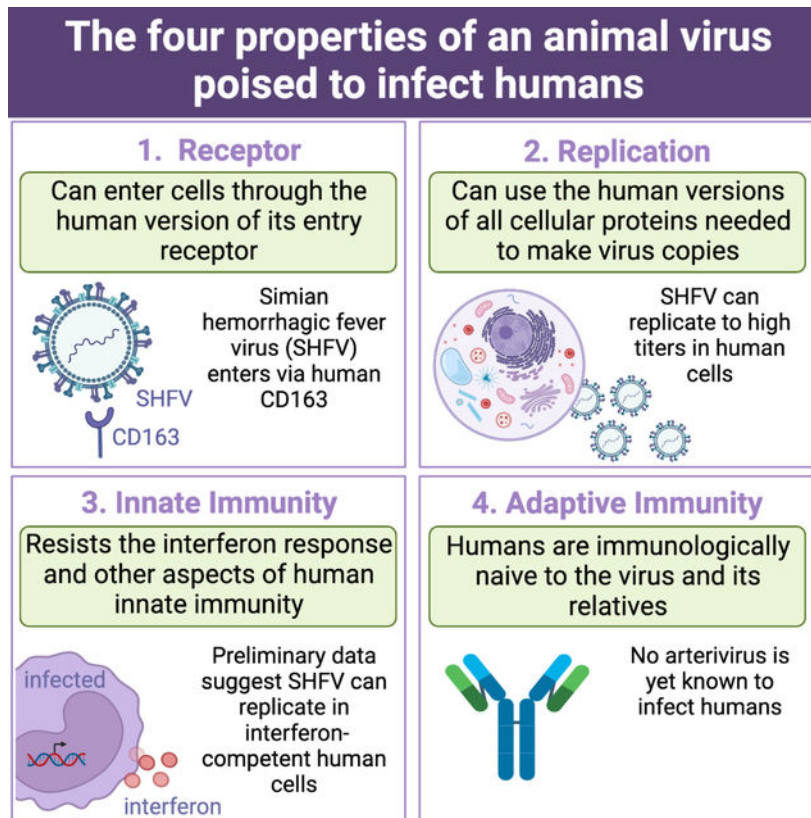 The four properties of an animal virus
poised to infect humans
1. Receptor
Can enter cells through the
human version of its entry
receptor
Simian
hemorrhagic fever
virus (SHFV)
enters via human
CD163
SHFV
CD163
2. Replication
Can use the human versions
of all cellular proteins needed
to make virus copies
SHFV can
replicate to high
titers in human
cells
3. Innate Immunity
Resists the interferon response
and other aspects of human
innate immunity
infected
interferon
Preliminary data
suggest SHFV can
replicate in
interferon-
competent human
cells
4. Adaptive Immunity
Humans are immunologically
naive to the virus and its
relatives
No arterivirus is
yet known to
infect humans